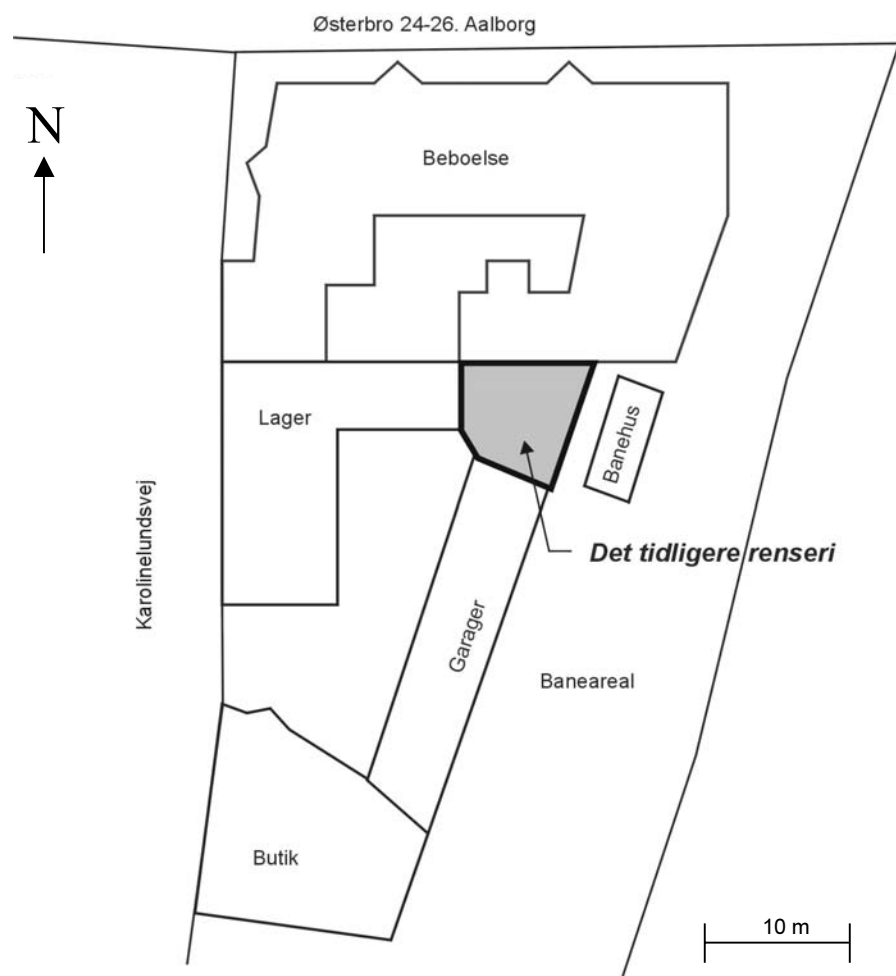 Østerbro 24-26. Aalborg
N
Beboelse
Lager
Banehus
Karolinelundsvej
Det tidligere renseri
Garager
Baneareal
Butik
10 m